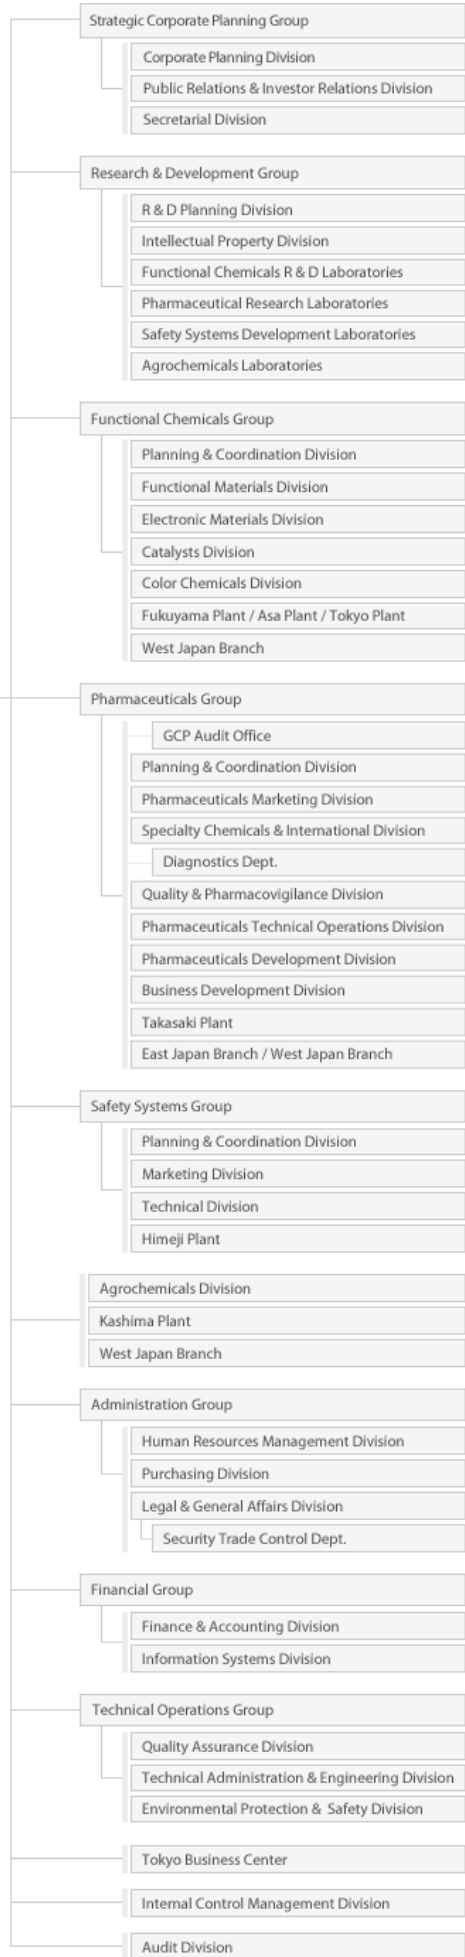 Strategic Corporate Planning Group
Corporate Planning Division
Public Relations & Investor Relations Division
Secretarial Division
Research & Development Group
R & D Planning Division
Intellectual Property Division
Functional Chemicals R & D Laboratories
Pharmaceutical Research Laboratories
Safety Systems Development Laboratories
Agrochemicals Laboratories
Functional Chemicals Group
Planning & Coordination Division
Functional Materials Division
Electronic Materials Division
Catalysts Division
Color Chemicals Division
Fukuyama Plant / Asa Plant / Tokyo Plant
West Japan Branch
Pharmaceuticals Group
GCP Audit Office
Planning & Coordination Division
Pharmaceuticals Marketing Division
Specialty Chemicals & International Division
Diagnostics Dept.
Quality & Pharmacovigilance Division
Pharmaceuticals Technical Operations Division
Pharmaceuticals Development Division
Business Development Division
Takasaki Plant
East Japan Branch / West Japan Branch
Safety Systems Group
Planning & Coordination Division
Marketing Division
Technical Division
Himeji Plant
Agrochemicals Division
Kashima Plant
West Japan Branch
Administration Group
Human Resources Management Division
Purchasing Division
Legal & General Affairs Division
Security Trade Control Dept.
Financial Group
Finance & Accounting Division
Information Systems Division
Technical Operations Group
Quality Assurance Division
Technical Administration & Engineering Division
Environmental Protection & Safety Division
Tokyo Business Center
Internal Control Management Division
Audit Division